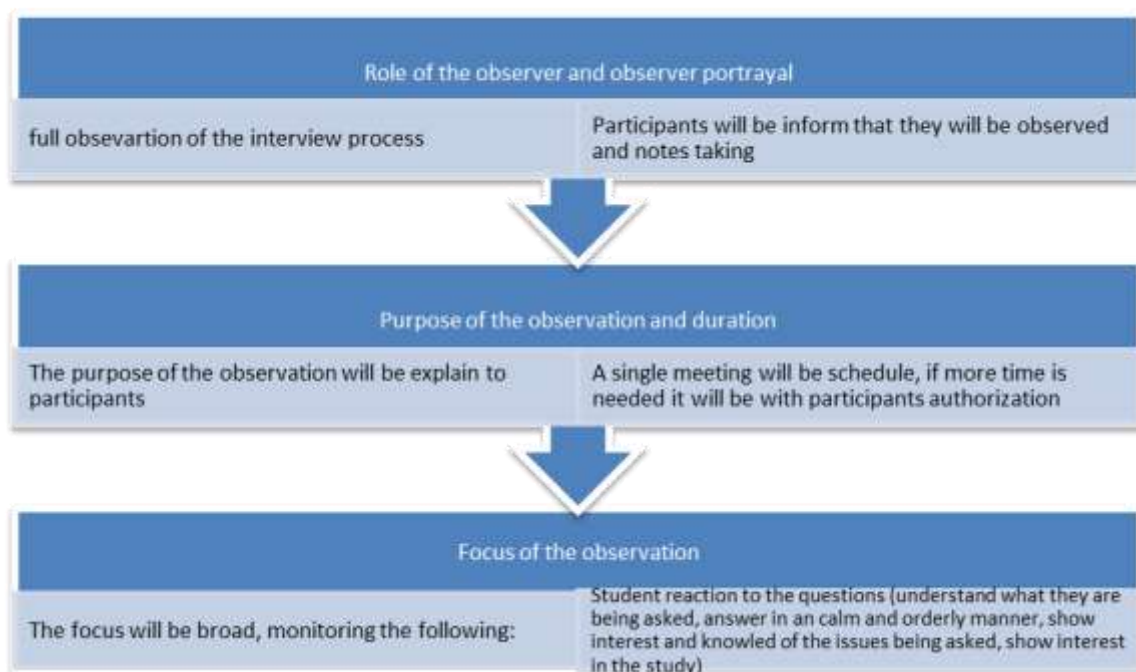 Role of the observer and observer portrayal
full obsevartion of the interview process
Participants will be inform that they will be observed
and notes taking
Purpose of the observation and duration
The purpose of the observation will be explain to
participants
A single meeting will be schedule, if more time is
needed it will be with participants authorization
Focus of the observation
The focus will be broad, monitoring the following:
Student reaction to the questions (understand what they are
being asked, answer in an calm and orderly manner, show
interest and knowled of the issues being asked, show interest
in the study)